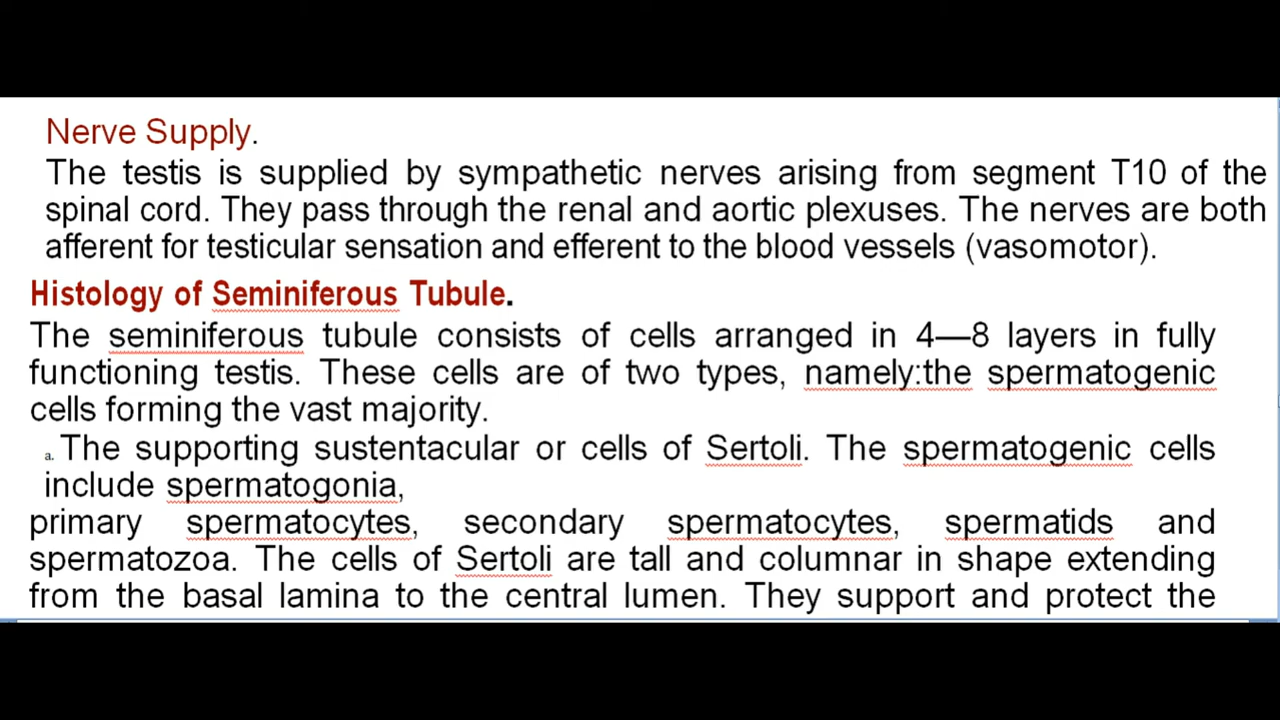 Nerve Supply.
The testis is supplied by sympathetic nerves arising from segment T10 of the
spinal cord. They pass through the renal and aortic plexuses. The nerves are both
afferent for testicular sensation and efferent to the blood vessels (vasomotor).
Histology of Seminiferous Tubule.
The seminiferous tubule consists of cells arranged in 4—8 layers in fully
functioning testis. These cells are of two types, namely:the spermatogenic
cells forming the vast majority.
a. The supporting sustentacular or cells of Sertoli. The spermatogenic cells
include spermatogonia,
primary spermatocytes, secondary spermatocytes, spermatids and
spermatozoa. The cells of Sertoli are tall and columnar in shape extending
from the basal lamina to the central lumen. They support and protect the